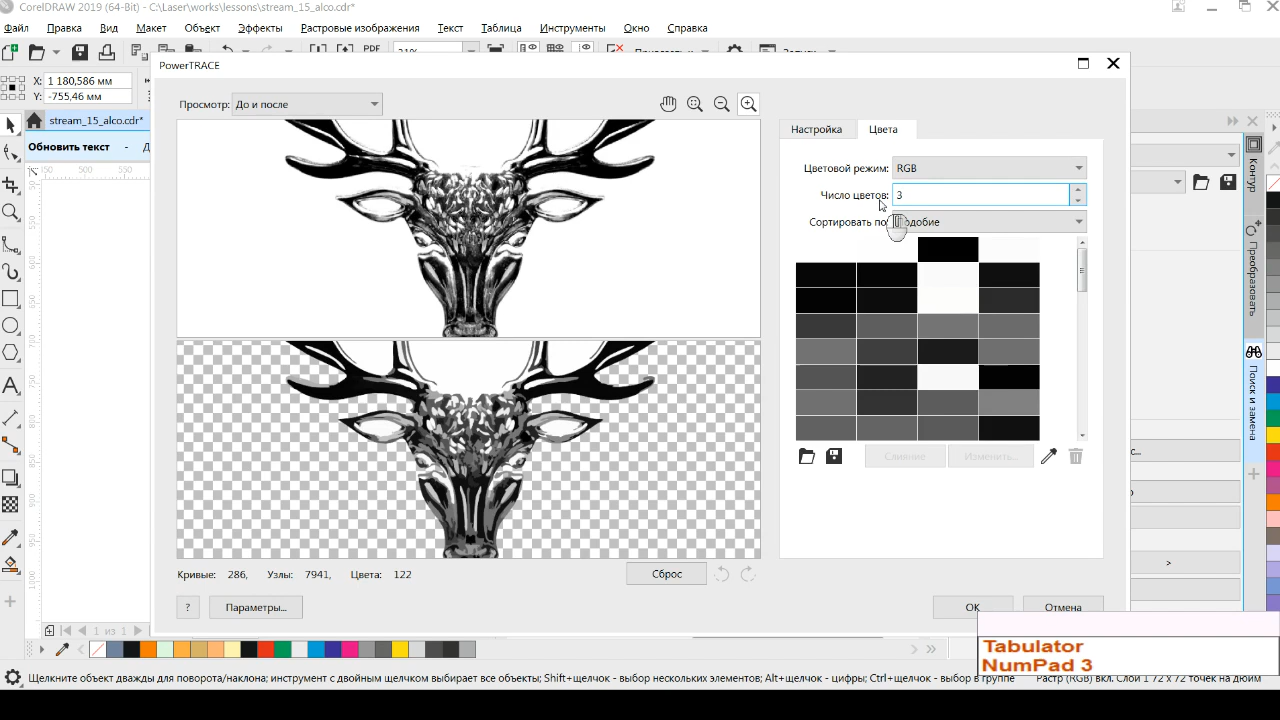 CorelDRAW 2019 (64-Bit) - C:\Laser\works\lessons\stream_15_alco.cdr*
Файл Правка Вид Макет Объект Эффекты Растровые изображения Текст Таблица Инструменты Окно Справка
PDF
X: 1 180,586 мм
Y: -755,46 мм
stream_15_alco.cdr*
Обновить текст - Д
PowerTRACE
Просмотр: До и после
Настройка Цвета
Цветовой режим: RGB
Число цветов: 3
Сортировать по
Кривые: 286, Узлы: 7941, Цвета: 122
Сброс
Слияние Изменить...
? Параметры... OK Отмена
Контур
Преобразовать
Поиск и замена
1 из 1
Tabulator
NumPad 3
Щелкните объект дважды для поворота/наклона; инструмент с двойным щелчком выбирает все объекты; Shift+щелчок - выбор нескольких элементов; Alt+щелчок - цифры; Ctrl+щелчок - выбор в группе